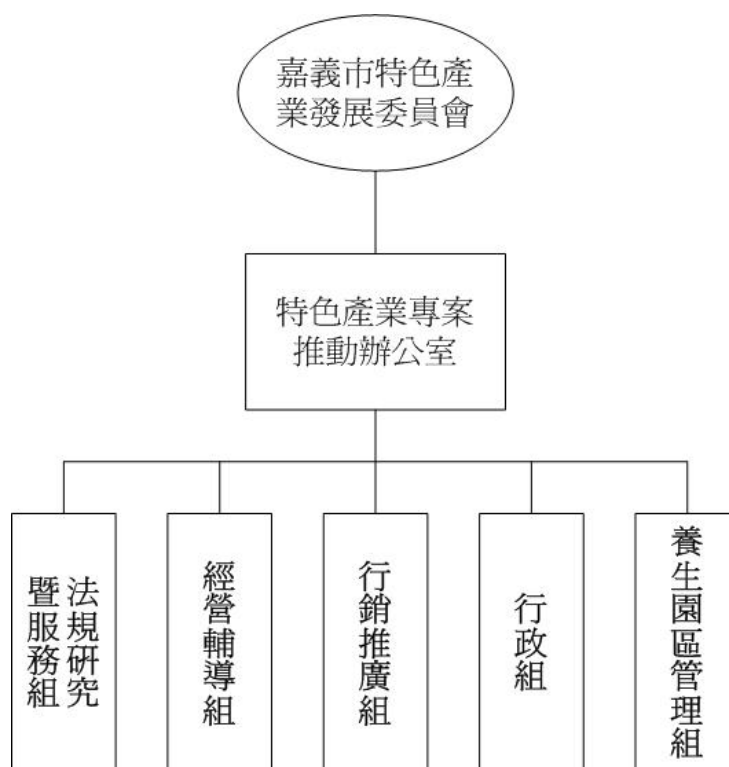 嘉義市特色產
業發展委員會
特色產業專案
推動辦公室
法規研究
暨服務組
經營輔導組
行銷推廣組
行政組
養生園區管理組